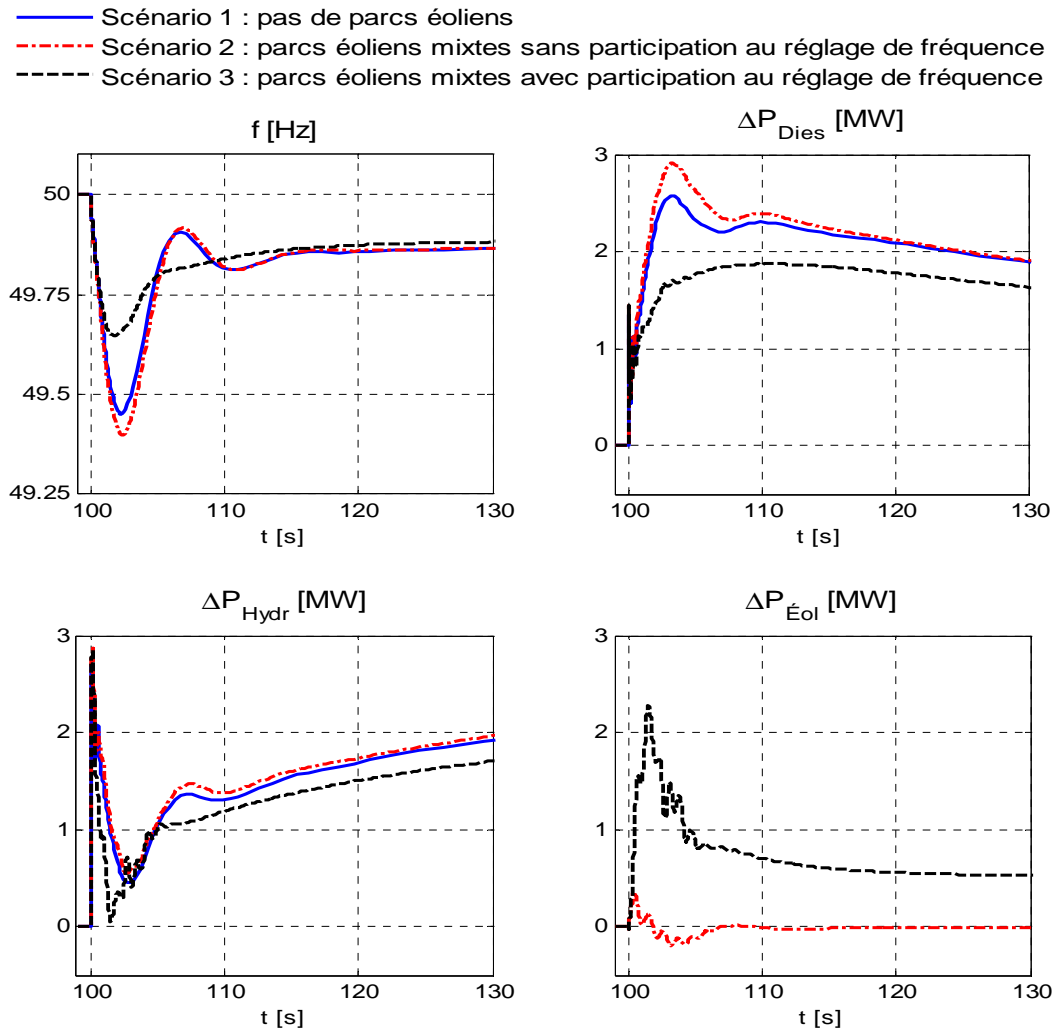 Scénario 1 : pas de parcs éoliens
Scénario 2 : parcs éoliens mixtes sans participation au réglage de fréquence
Scénario 3 : parcs éoliens mixtes avec participation au réglage de fréquence
f [Hz]
50
49.75
49.5
49.25
100 110 120 130
t [s]
ΔP_Dies [MW]
3
2
1
0
100 110 120 130
t [s]
ΔP_Hydr [MW]
3
2
1
0
100 110 120 130
t [s]
ΔP_Éol [MW]
3
2
1
0
100 110 120 130
t [s]